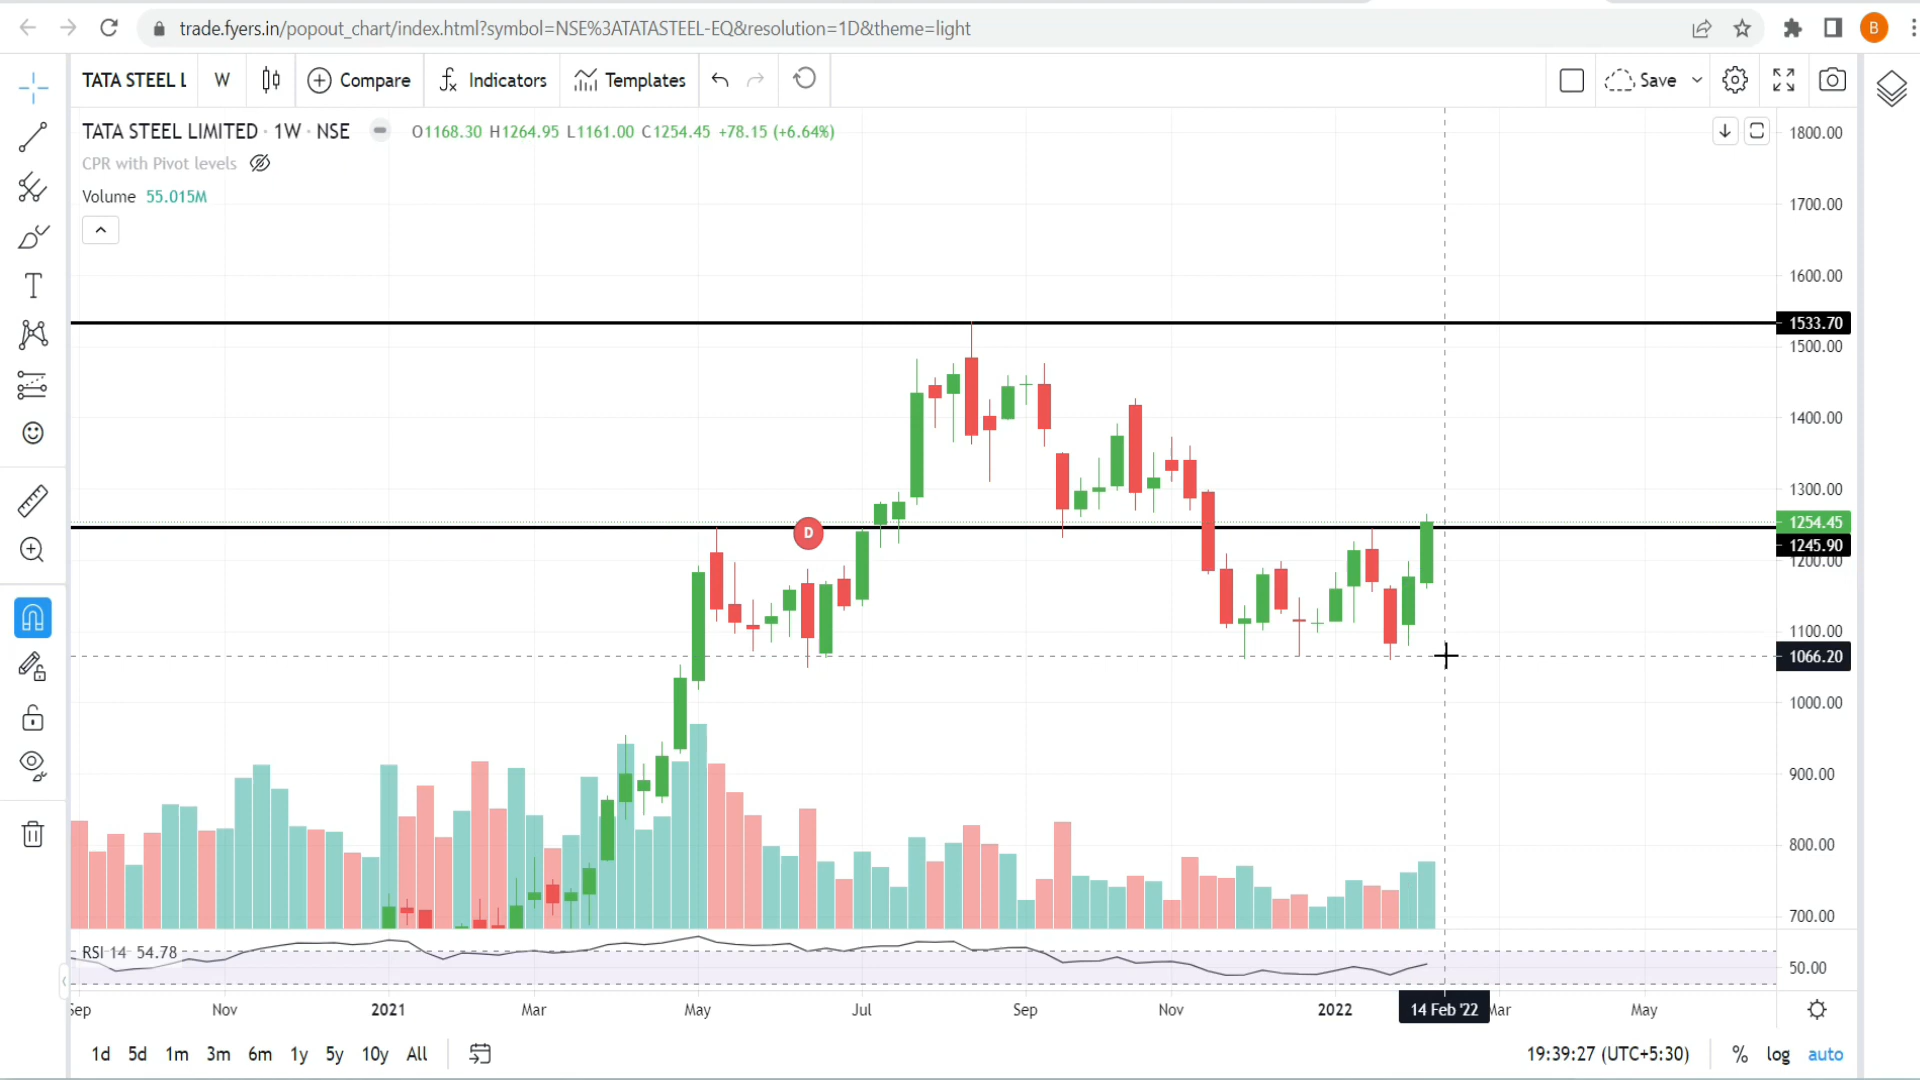 trade.fyers.in/popout_chart/index.html?symbol=NSE%3ATATASTEEL-EQ&resolution=1D&theme=light
B
TATA STEEL L
W
Compare
Indicators
Templates
Save
TATA STEEL LIMITED · 1W · NSE
O1168.30 H1264.95 L1161.00 C1254.45 +78.15 (+6.64%)
CPR with Pivot levels
Volume 55.015M
1800.00
1700.00
1600.00
1533.70
1500.00
1400.00
1300.00
1254.45
1245.90
1200.00
1100.00
1066.20
1000.00
900.00
800.00
700.00
D
RSI 14 54.78
50.00
Sep
Nov
2021
Mar
May
Jul
Sep
Nov
2022
14 Feb '22
Mar
May
1d 5d 1m 3m 6m 1y 5y 10y All
19:39:27 (UTC+5:30)
% log auto